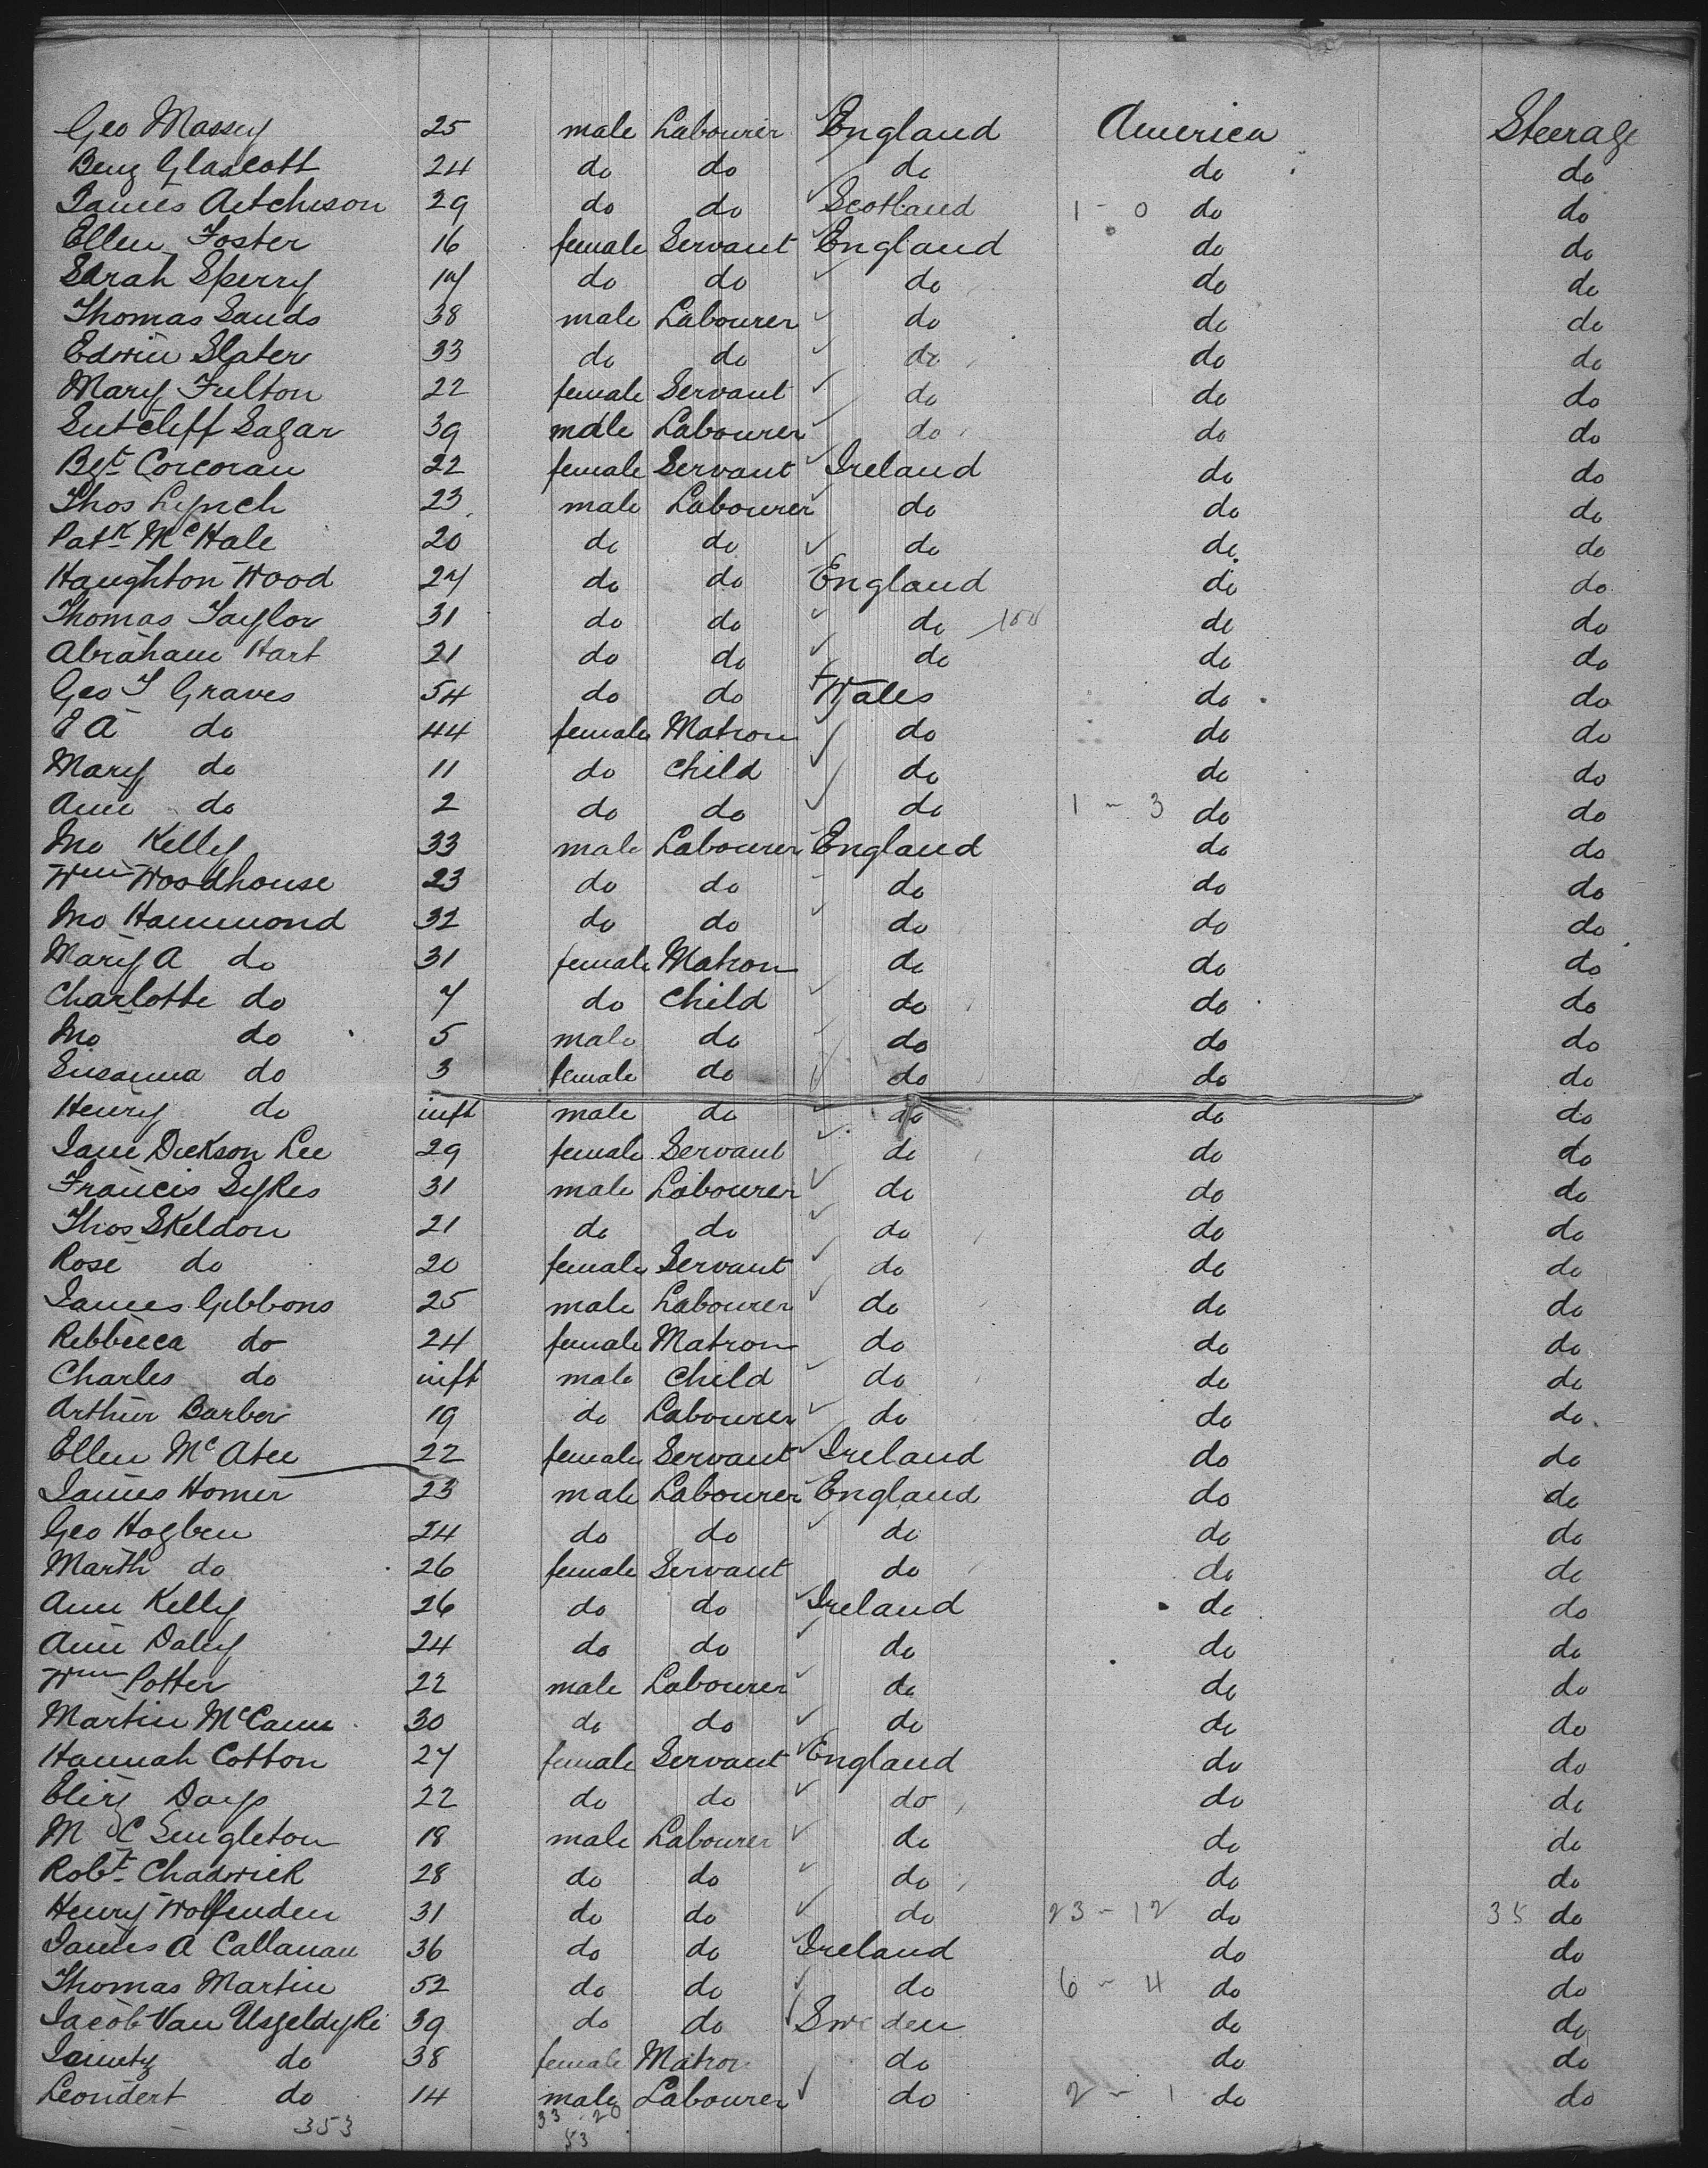 Geo Massey 25 male Labourer England America Steerage
Benj Glascott 24 do do do do do
James Aitchison 29 do do Scotland 1 - 0 do do
Ellen Foster 16 female Servant England do do
Sarah Sperry 17 do do do do do
Thomas Sands 38 male Labourer do do do
Edwin Slater 33 do do do do do
Mary Fulton 22 female Servant do do do
Sutcliff Sagar 39 male Labourer do do do
Bgt Corcoran 22 female Servant Ireland do do
Thos Lynch 23 male Labourer do do do
Patk McHale 20 do do do do do
Haughton Wood 27 do do England do do
Thomas Taylor 31 do do do do do
Abraham Hart 21 do do do do do
Geo T Graves 54 do do Wales do do
E A do 44 female Matron do do do
Mary do 11 do Child do do do
Ann do 2 do do do 1 - 3 do do
Jno Kelly 33 male Labourer England do do
Wm Woodhouse 23 do do do do do
Jno Hammond 32 do do do do do
Mary A do 31 female Matron do do do
Charlotte do 7 do Child do do do
Jno do 5 male do do do do
Susanna do 3 female do do do do
Henry do inft male do do do do
Jane Dickson Lee 29 female Servant do do do
Francis Sykes 31 male Labourer do do do
Thos Skeldon 21 do do do do do
Rose do 20 female Servant do do do
James Gibbons 25 male Labourer do do do
Rebbecca do 24 female Matron do do do
Charles do inft male Child do do do
Arthur Barber 19 do Labourer do do do
Ellen McAtee 22 female Servant Ireland do do
James Homer 23 male Labourer England do do
Geo Hogben 24 do do do do do
Marth do 26 female Servant do do do
Ann Kelly 26 do do Ireland do do
Ann Daley 24 do do do do do
Wm Potter 22 male Labourer do do do
Martin McCann 30 do do do do do
Hannah Cotton 27 female Servant England do do
Eliz Days 22 do do do do do
M C Singleton 18 male Labourer do do do
Robt Chadwick 28 do do do do do
Henry Wolfenden 31 do do do 23 - 12 do 35 do
James A Callanan 36 do do Ireland do do
Thomas Martin 52 do do do 6 - 4 do do
Jacob Van 39 do do Sweden do do
do 38 female Matron do do do
Leondert do 14 male Labourer do 2 - 1 do do
353 33 20
53